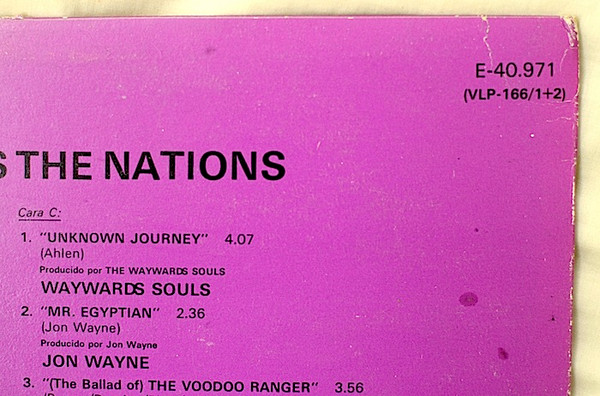 E-40.971
(VLP-166/1+2)
THE NATIONS
Cara C:
1. "UNKNOWN JOURNEY" 4.07
(Ahlen)
Producido por THE WAYWARDS SOULS
WAYWARDS SOULS
2. "MR. EGYPTIAN" 2.36
(Jon Wayne)
Producido por Jon Wayne
JON WAYNE
3. "(The Ballad of) THE VOODOO RANGER" 3.56